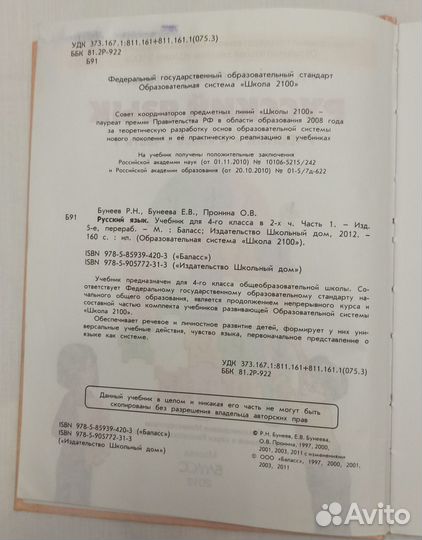 УДК 373.167.1:811.161+811.161.1(075.3)
ББК 81.2Р-922
Б91
Федеральный государственный образовательный стандарт
Образовательная система «Школа 2100»
Совет координаторов предметных линий «Школы 2100» –
лауреат премии Правительства РФ в области образования 2008 года
за теоретическую разработку основ образовательной системы
нового поколения и её практическую реализацию в учебниках
На учебник получены положительные заключения
Российской академии наук (от 01.11.2010) № 10106-5215/242
и Российской академии образования (от 20.10.2010) № 01-5/7д-622
Бунеев Р.Н., Бунеева Е.В., Пронина О.В.
Б91 Русский язык. Учебник для 4-го класса в 2-х ч. Часть 1. – Изд.
5-е, перераб. – М. : Баласс; Издательство Школьный дом, 2012. –
160 с. : ил. (Образовательная система «Школа 2100»).
ISBN 978-5-85939-420-3 («Баласс»)
ISBN 978-5-905772-31-3 («Издательство Школьный дом»)
Учебник предназначен для 4-го класса общеобразовательной школы. Со-
ответствует Федеральному государственному образовательному стандарту на-
чального общего образования, является продолжением непрерывного курса и
составной частью комплекта учебников развивающей Образовательной системы
«Школа 2100».
Обеспечивает речевое и личностное развитие детей, формирует у них уни-
версальные учебные действия, чувство языка, первоначальное представление о
языке как системе.
УДК 373.167.1:811.161+811.161.1(075.3)
ББК 81.2Р-922
Данный учебник в целом и никакая его часть не могут быть
скопированы без разрешения владельца авторских прав
ISBN 978-5-85939-420-3 («Баласс»)
ISBN 978-5-905772-31-3
(«Издательство Школьный дом»)
© Р.Н. Бунеев, Е.В. Бунеева,
О.В. Пронина, 1997, 2000,
2001, 2003, 2011 с изменениями
© ООО «Баласс», 1997, 2000, 2001,
2003, 2011
Avito